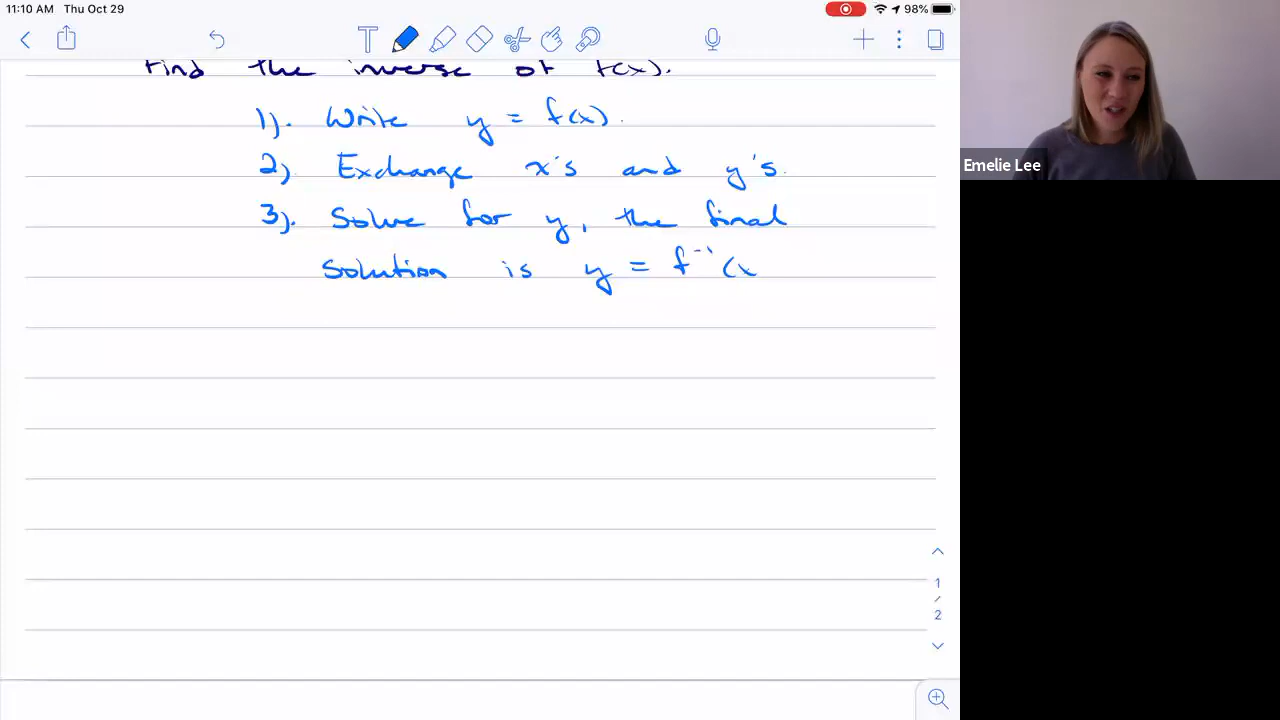 11:10 AM Thu Oct 29
98%
T
Find the inverse of f(x).
1). Write y = f(x).
2). Exchange x's and y's.
3). Solve for y, the final
solution is y = f⁻¹(x
1
/
2
Emelie Lee